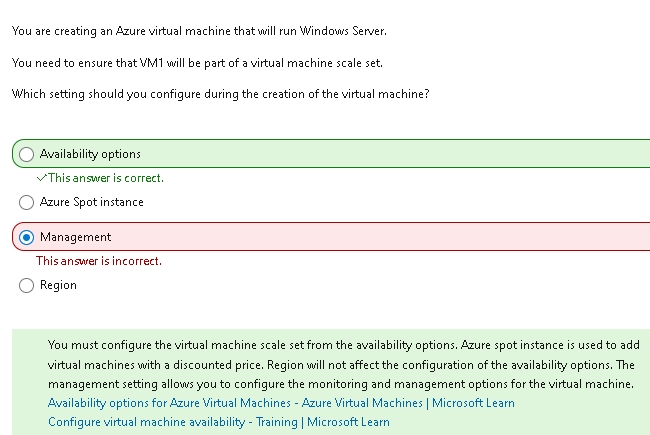 You are creating an Azure virtual machine that will run Windows Server.
You need to ensure that VM1 will be part of a virtual machine scale set.
Which setting should you configure during the creation of the virtual machine?
Availability options
✓This answer is correct.
Azure Spot instance
Management
This answer is incorrect.
Region
You must configure the virtual machine scale set from the availability options. Azure spot instance is used to add
virtual machines with a discounted price. Region will not affect the configuration of the availability options. The
management setting allows you to configure the monitoring and management options for the virtual machine.
Availability options for Azure Virtual Machines - Azure Virtual Machines | Microsoft Learn
Configure virtual machine availability - Training | Microsoft Learn